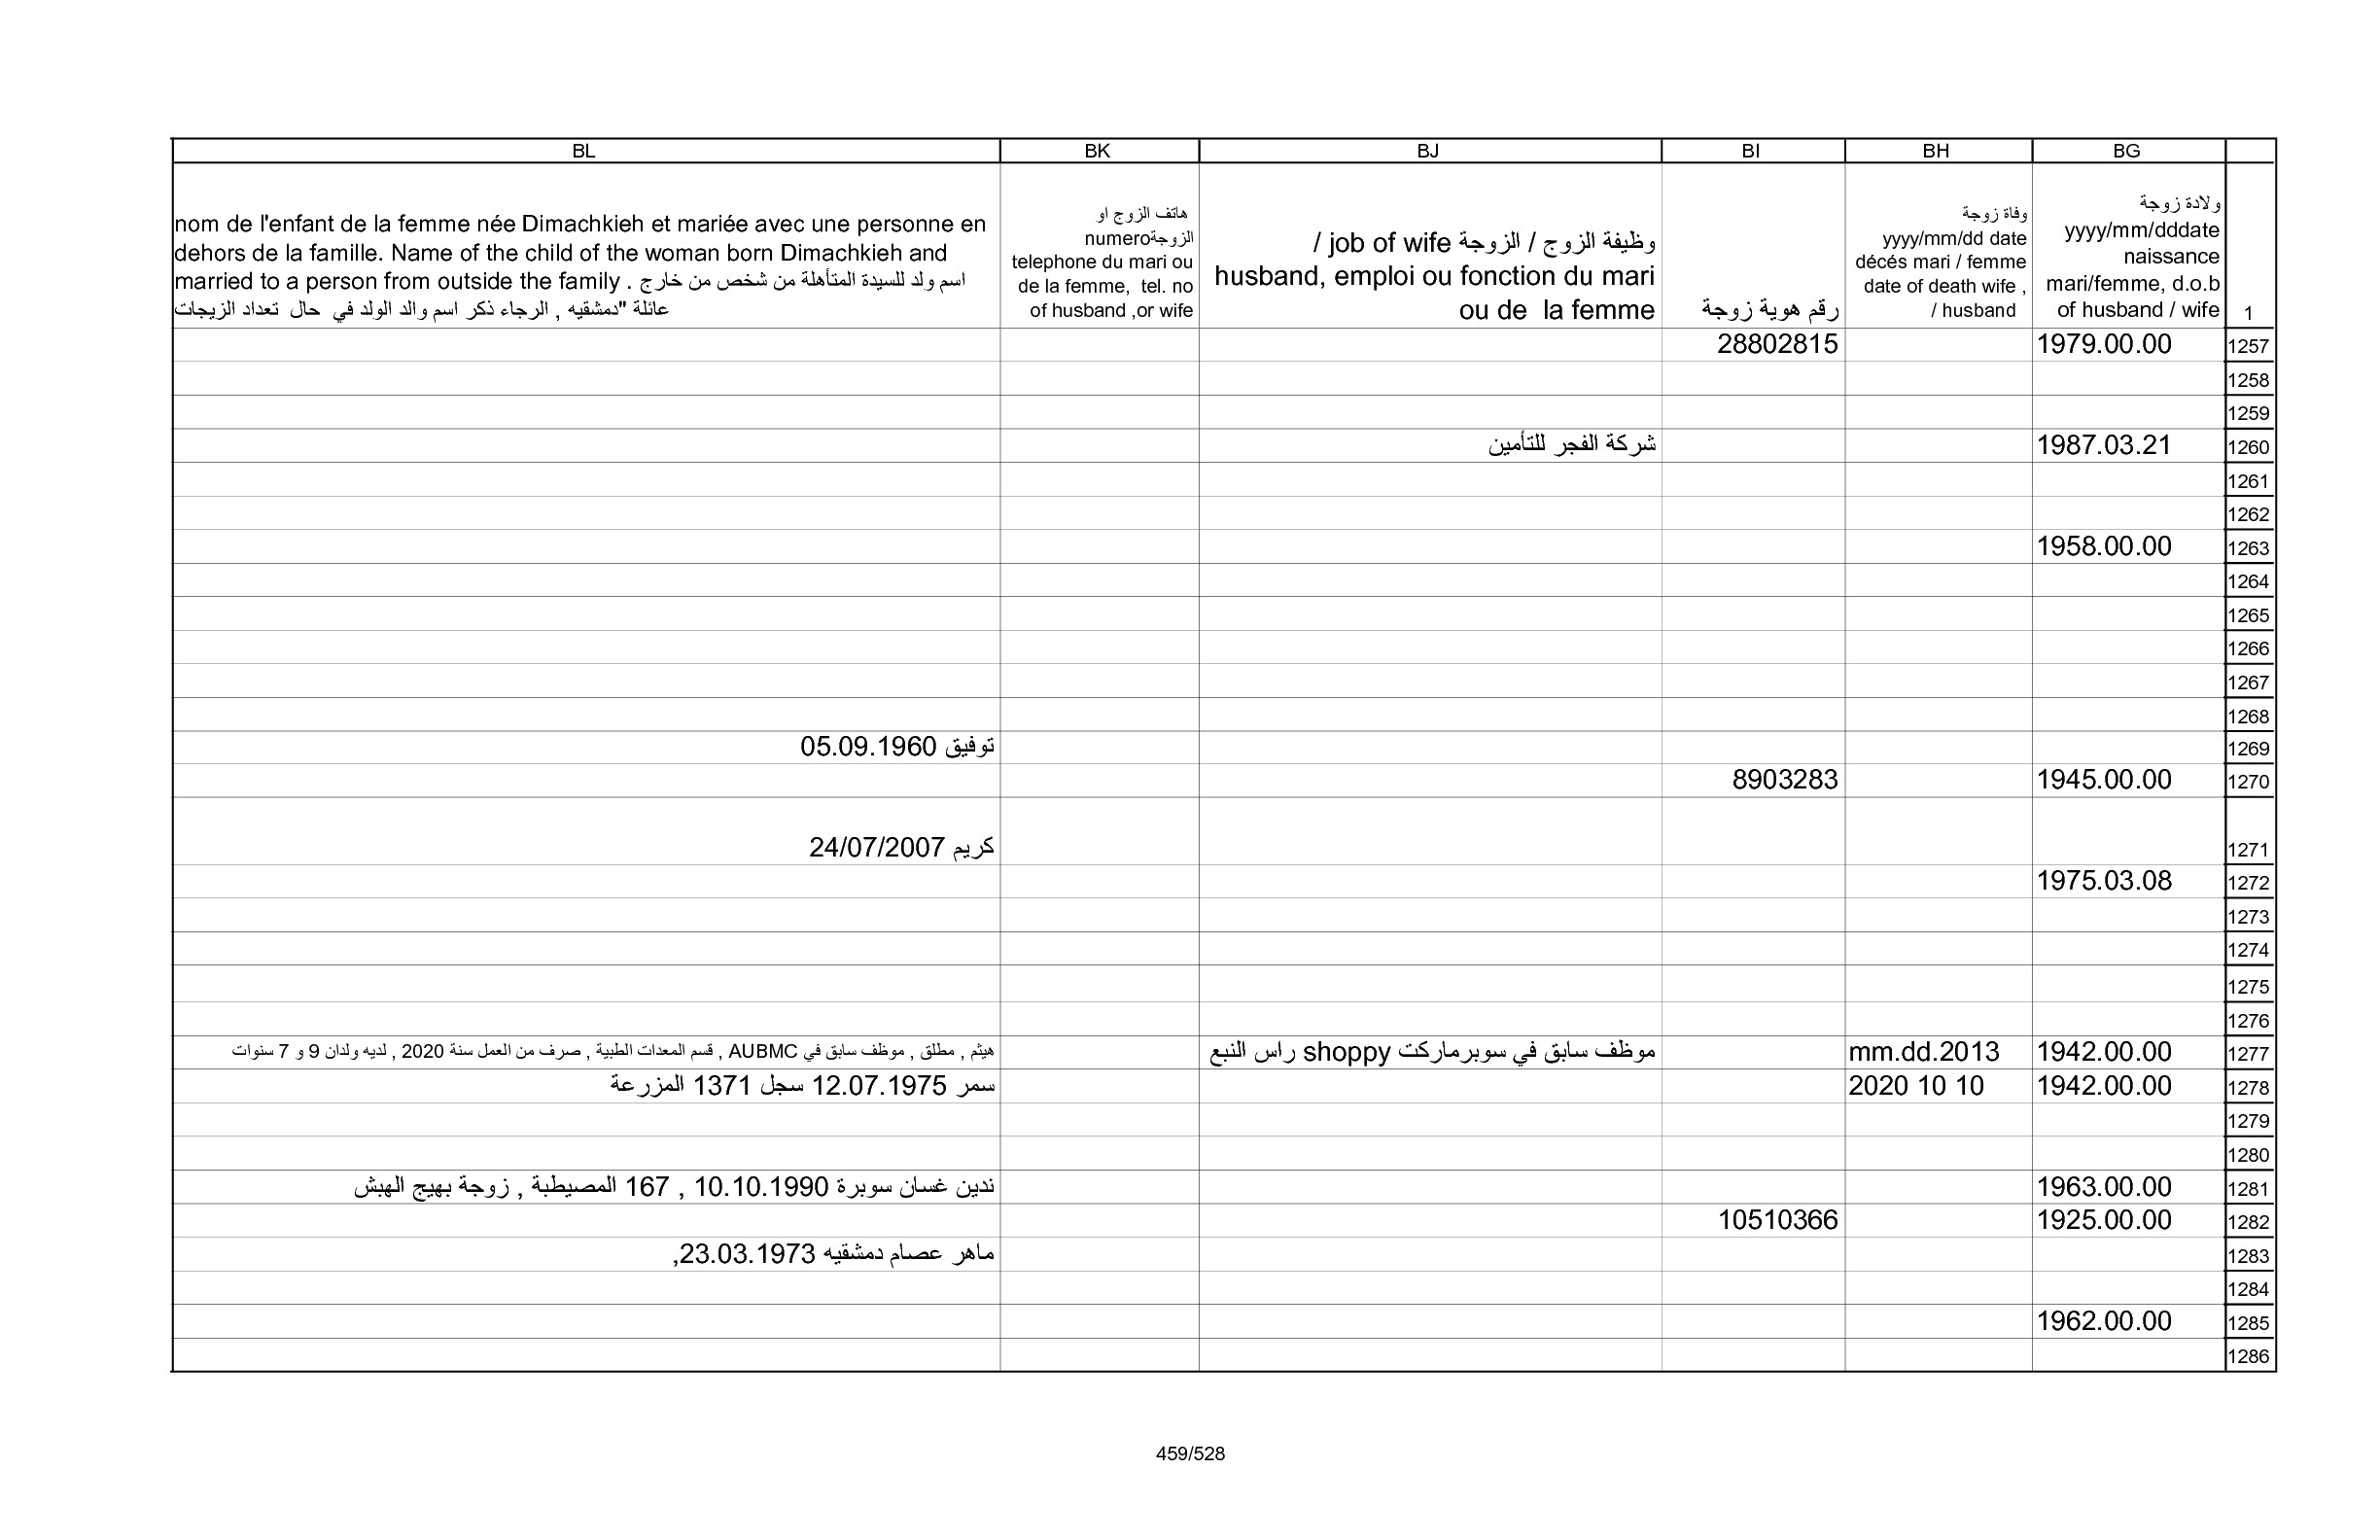 BL BK BJ BI BH BG
nom de l'enfant de la femme née Dimachkieh et mariée avec une personne en
dehors de la famille. Name of the child of the woman born Dimachkieh and
married to a person from outside the family . اسم ولد للسيدة المتأهلة من شخص من خارج
عائلة "دمشقيه , الرجاء ذكر اسم والد الولد في حال تعداد الزيجات
هاتف الزوج او
الزوجةnumero
telephone du mari ou
de la femme, tel. no
of husband ,or wife
وظيفة الزوج / الزوجة job of wife /
husband, emploi ou fonction du mari
ou de la femme
رقم هوية زوجة
وفاة زوجة
yyyy/mm/dd date
décés mari / femme
date of death wife ,
/ husband
ولادة زوجة
yyyy/mm/dddate
naissance
mari/femme, d.o.b
of husband / wife
1
28802815 1979.00.00 1257
1258
1259
شركة الفجر للتأمين 1987.03.21 1260
1261
1262
1958.00.00 1263
1264
1265
1266
1267
1268
توفيق 05.09.1960 1269
8903283 1945.00.00 1270
كريم 24/07/2007 1271
1975.03.08 1272
1273
1274
1275
1276
هيثم , مطلق , موظف سابق في AUBMC , قسم المعدات الطبية , صرف من العمل سنة 2020 , لديه ولدان 9 و 7 سنوات موظف سابق في سوبرماركت shoppy راس النبع mm.dd.2013 1942.00.00 1277
سمر 12.07.1975 سجل 1371 المزرعة 2020 10 10 1942.00.00 1278
1279
1280
ندين غسان سوبرة 10.10.1990 , 167 المصيطبة , زوجة بهيج الهبش 1963.00.00 1281
10510366 1925.00.00 1282
ماهر عصام دمشقيه 23.03.1973, 1283
1284
1962.00.00 1285
1286
459/528